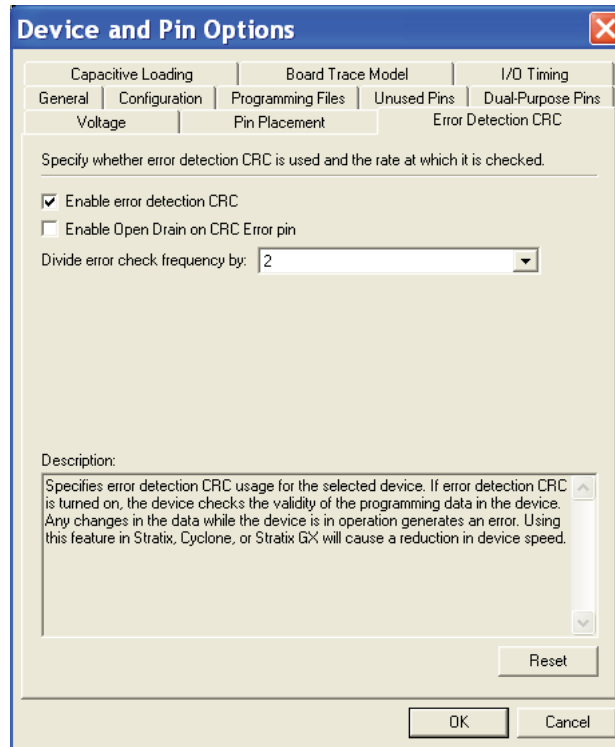 Device and Pin Options
Capacitive Loading Board Trace Model I/O Timing
General Configuration Programming Files Unused Pins Dual-Purpose Pins
Voltage Pin Placement Error Detection CRC
Specify whether error detection CRC is used and the rate at which it is checked.
Enable error detection CRC
Enable Open Drain on CRC Error pin
Divide error check frequency by: 2
Description:
Specifies error detection CRC usage for the selected device. If error detection CRC
is turned on, the device checks the validity of the programming data in the device.
Any changes in the data while the device is in operation generates an error. Using
this feature in Stratix, Cyclone, or Stratix GX will cause a reduction in device speed.
Reset
OK Cancel